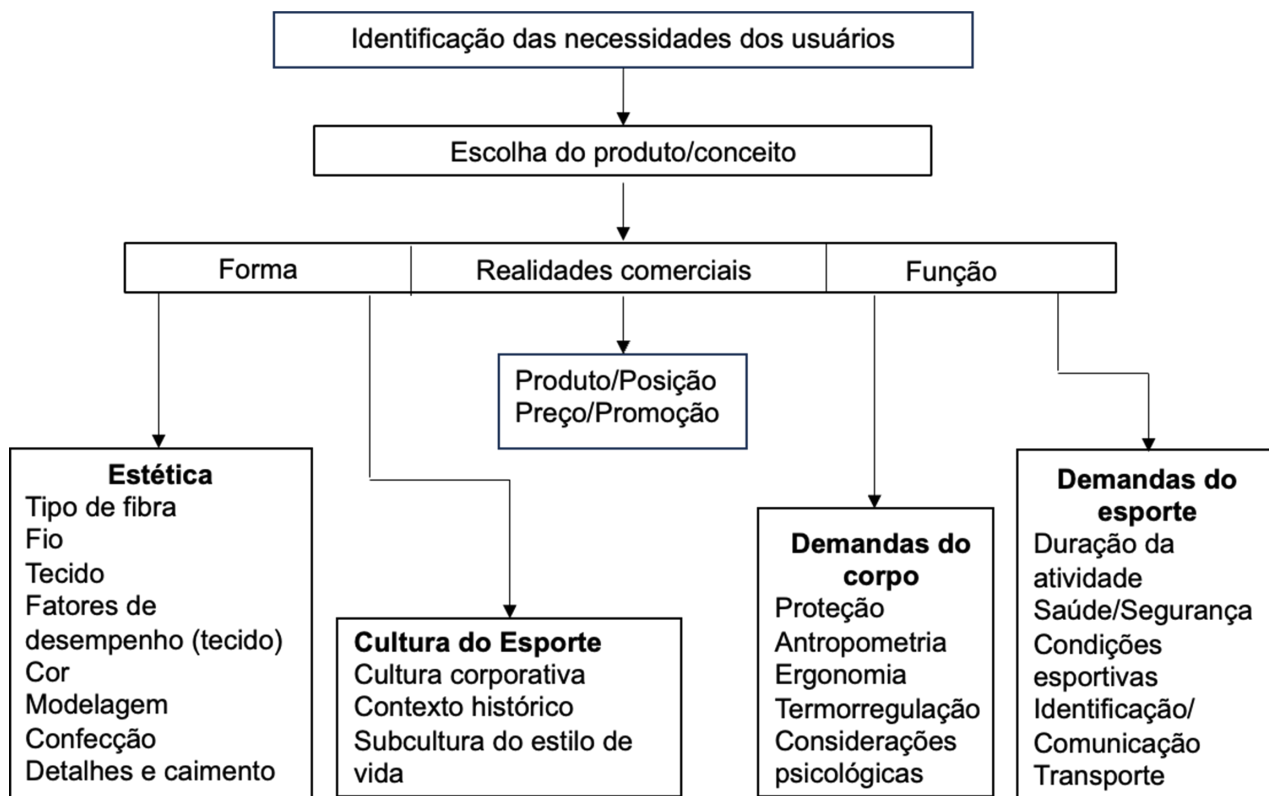 Identificação das necessidades dos usuários
Escolha do produto/conceito
Forma
Realidades comerciais
Função
Produto/Posição
Preço/Promoção
Estética
Tipo de fibra
Fio
Tecido
Fatores de
desempenho (tecido)
Cor
Modelagem
Confecção
Detalhes e caimento
Cultura do Esporte
Cultura corporativa
Contexto histórico
Subcultura do estilo de
vida
Demandas do
corpo
Proteção
Antropometria
Ergonomia
Termorregulação
Considerações
psicológicas
Demandas do
esporte
Duração da
atividade
Saúde/Segurança
Condições
esportivas
Identificação/
Comunicação
Transporte